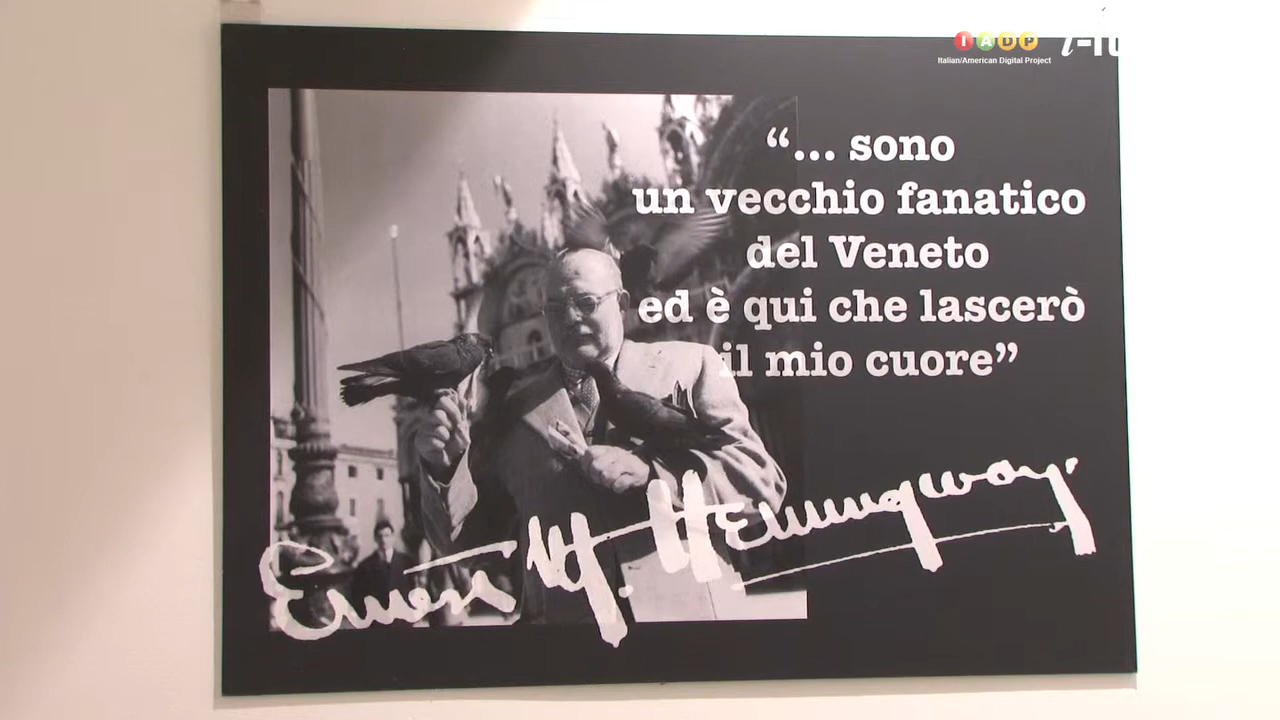 IADP
Italian/American Digital Project
“... sono
un vecchio fanatico
del Veneto
ed è qui che lascerò
il mio cuore”
Ernest M. Hemingway